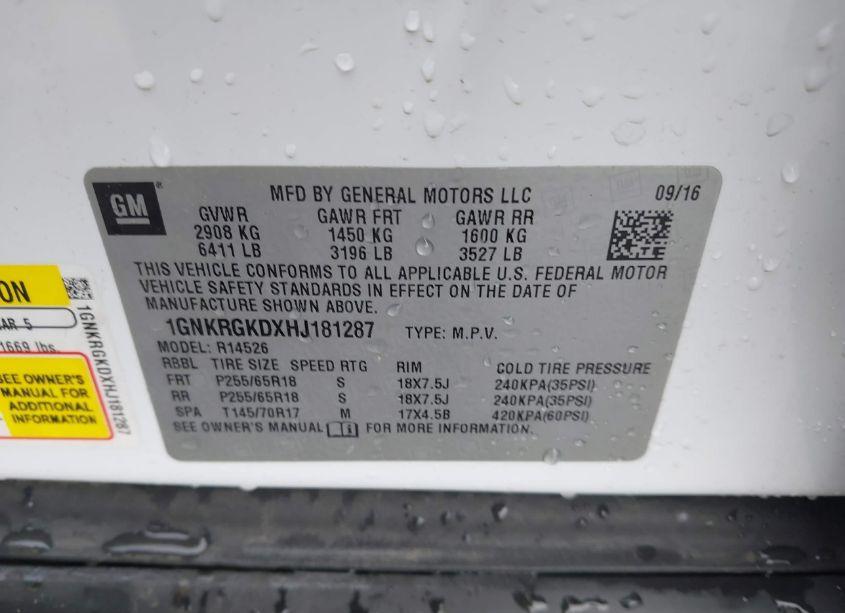 GM
MFD BY GENERAL MOTORS LLC 09/16
GVWR GAWR FRT GAWR RR
2908 KG 1450 KG 1600 KG
6411 LB 3196 LB 3527 LB
THIS VEHICLE CONFORMS TO ALL APPLICABLE U.S. FEDERAL MOTOR
VEHICLE SAFETY STANDARDS IN EFFECT ON THE DATE OF
MANUFACTURE SHOWN ABOVE.
1GNKRGKDXHJ181287 TYPE: M.P.V.
MODEL: R14526
RBBL TIRE SIZE SPEED RTG RIM COLD TIRE PRESSURE
FRT P255/65R18 S 18X7.5J 240KPA(35PSI)
RR P255/65R18 S 18X7.5J 240KPA(35PSI)
SPA T145/70R17 M 17X4.5B 420KPA(60PSI)
SEE OWNER'S MANUAL FOR MORE INFORMATION.
ON
AR 5
1669 lbs.
SEE OWNER'S
MANUAL FOR
ADDITIONAL
INFORMATION
1GNKRGKDXHJ181287